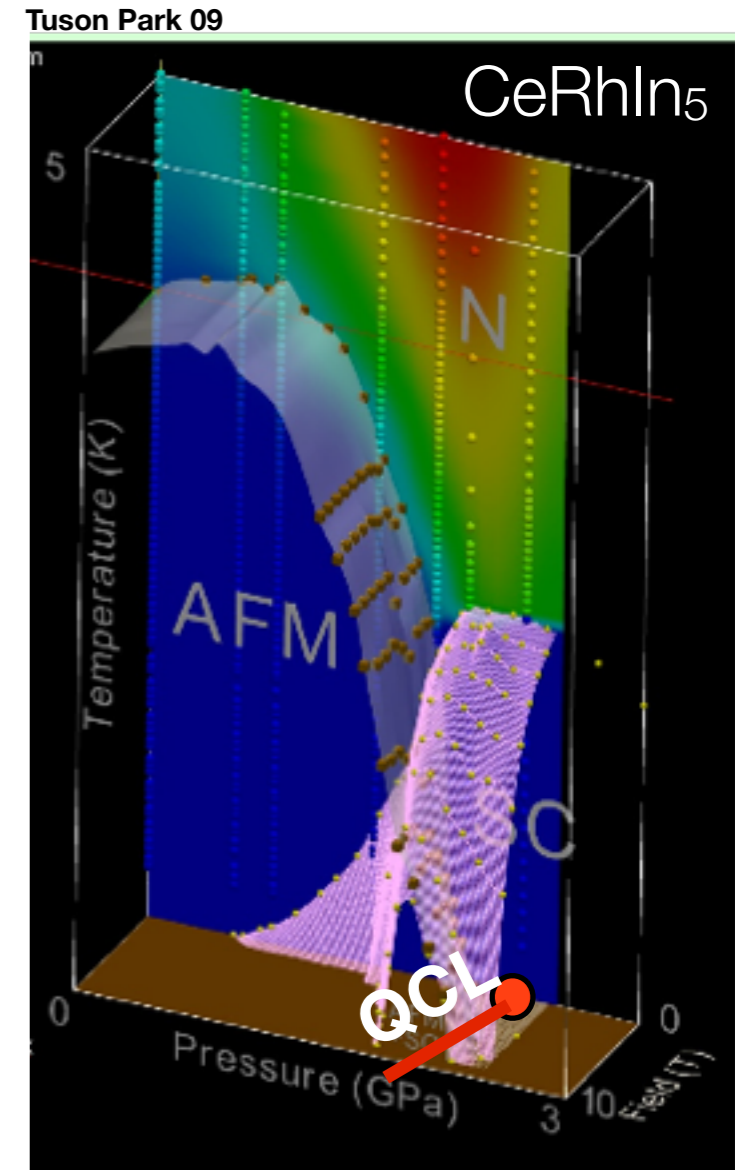 Tuson Park 09
m
CeRhIn5
5
N
Temperature (K)
AFM
SC
QCL
0
0
Pressure (GPa)
Field (T)
3
10